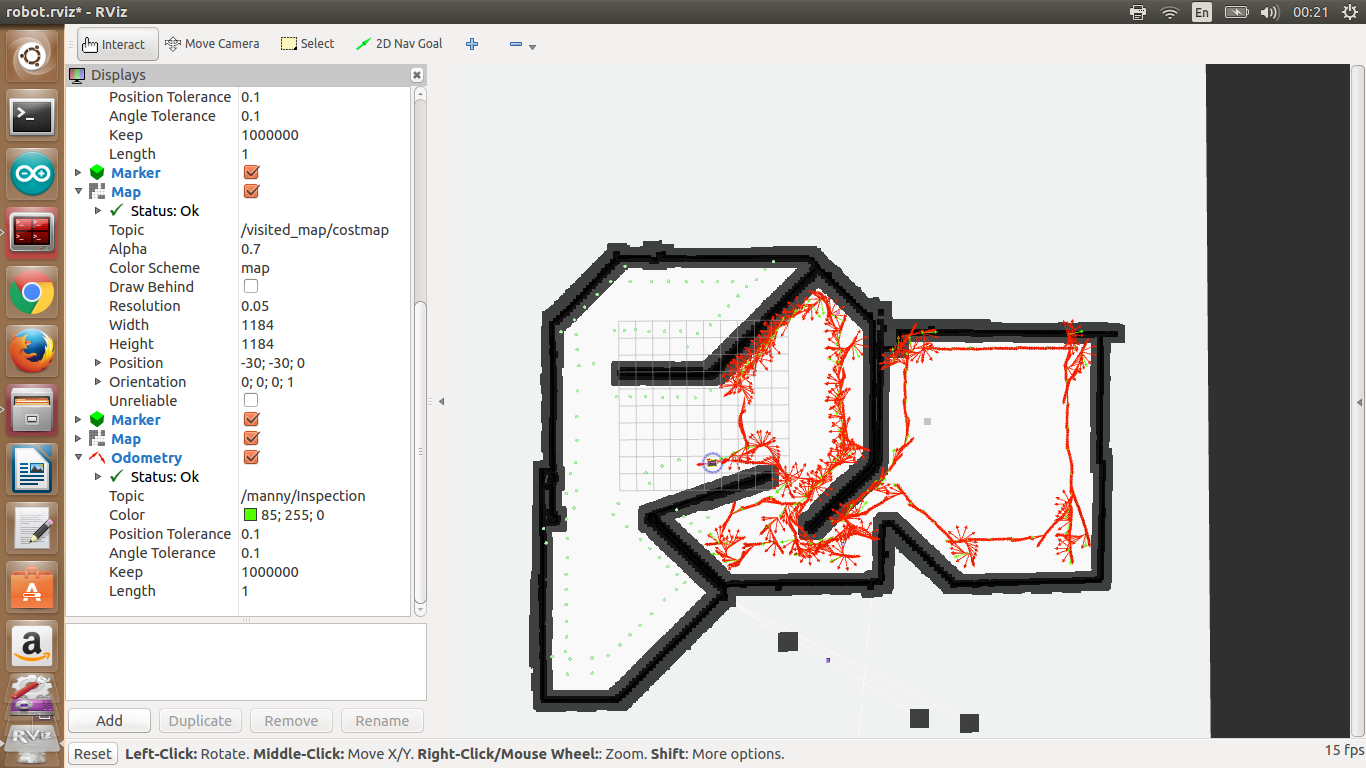 robot.rviz* - RViz
En
00:21
Interact
Move Camera
Select
2D Nav Goal
Displays
Position Tolerance 0.1
Angle Tolerance 0.1
Keep 1000000
Length 1
Marker
Map
Status: Ok
Topic /visited_map/costmap
Alpha 0.7
Color Scheme map
Draw Behind
Resolution 0.05
Width 1184
Height 1184
Position -30; -30; 0
Orientation 0; 0; 0; 1
Unreliable
Marker
Map
Odometry
Status: Ok
Topic /manny/Inspection
Color 85; 255; 0
Position Tolerance 0.1
Angle Tolerance 0.1
Keep 1000000
Length 1
Add
Duplicate
Remove
Rename
RViz
Reset
Left-Click: Rotate. Middle-Click: Move X/Y. Right-Click/Mouse Wheel:: Zoom. Shift: More options.
15 fps